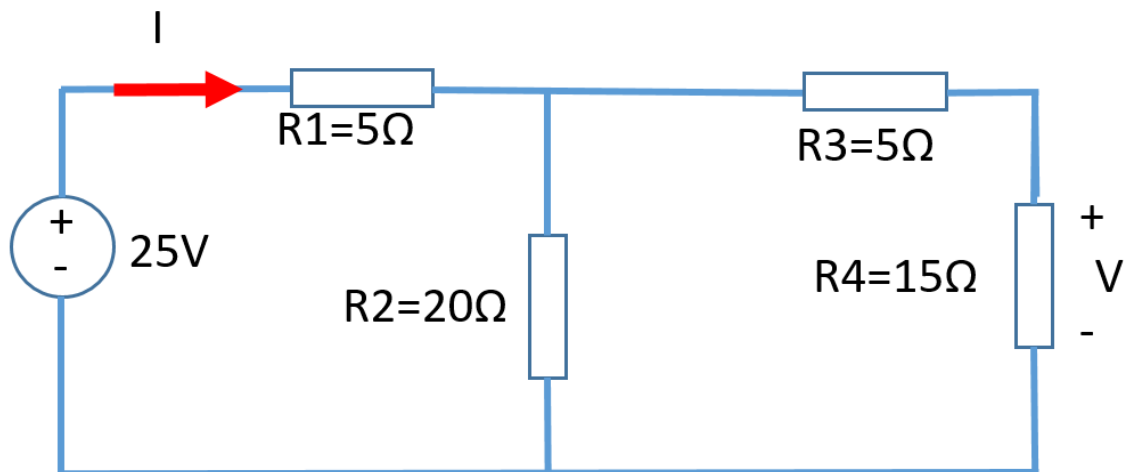 I
R1=5Ω
R3=5Ω
+
-
25V
R2=20Ω
R4=15Ω
+
V
-